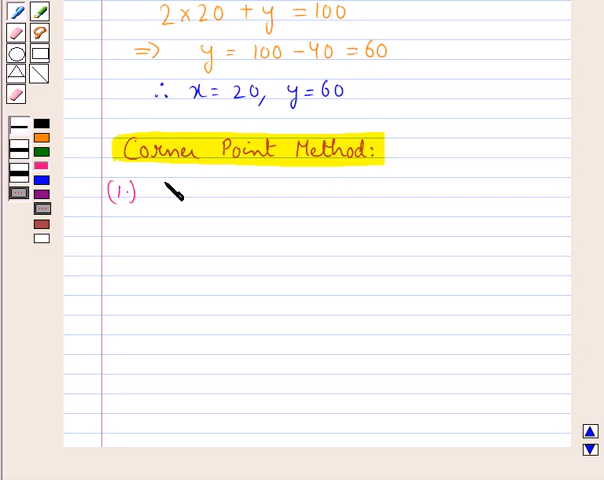 2 × 20 + y = 100
⇒ y = 100 - 40 = 60
∴ x = 20, y = 60
Corner Point Method:
(1.)